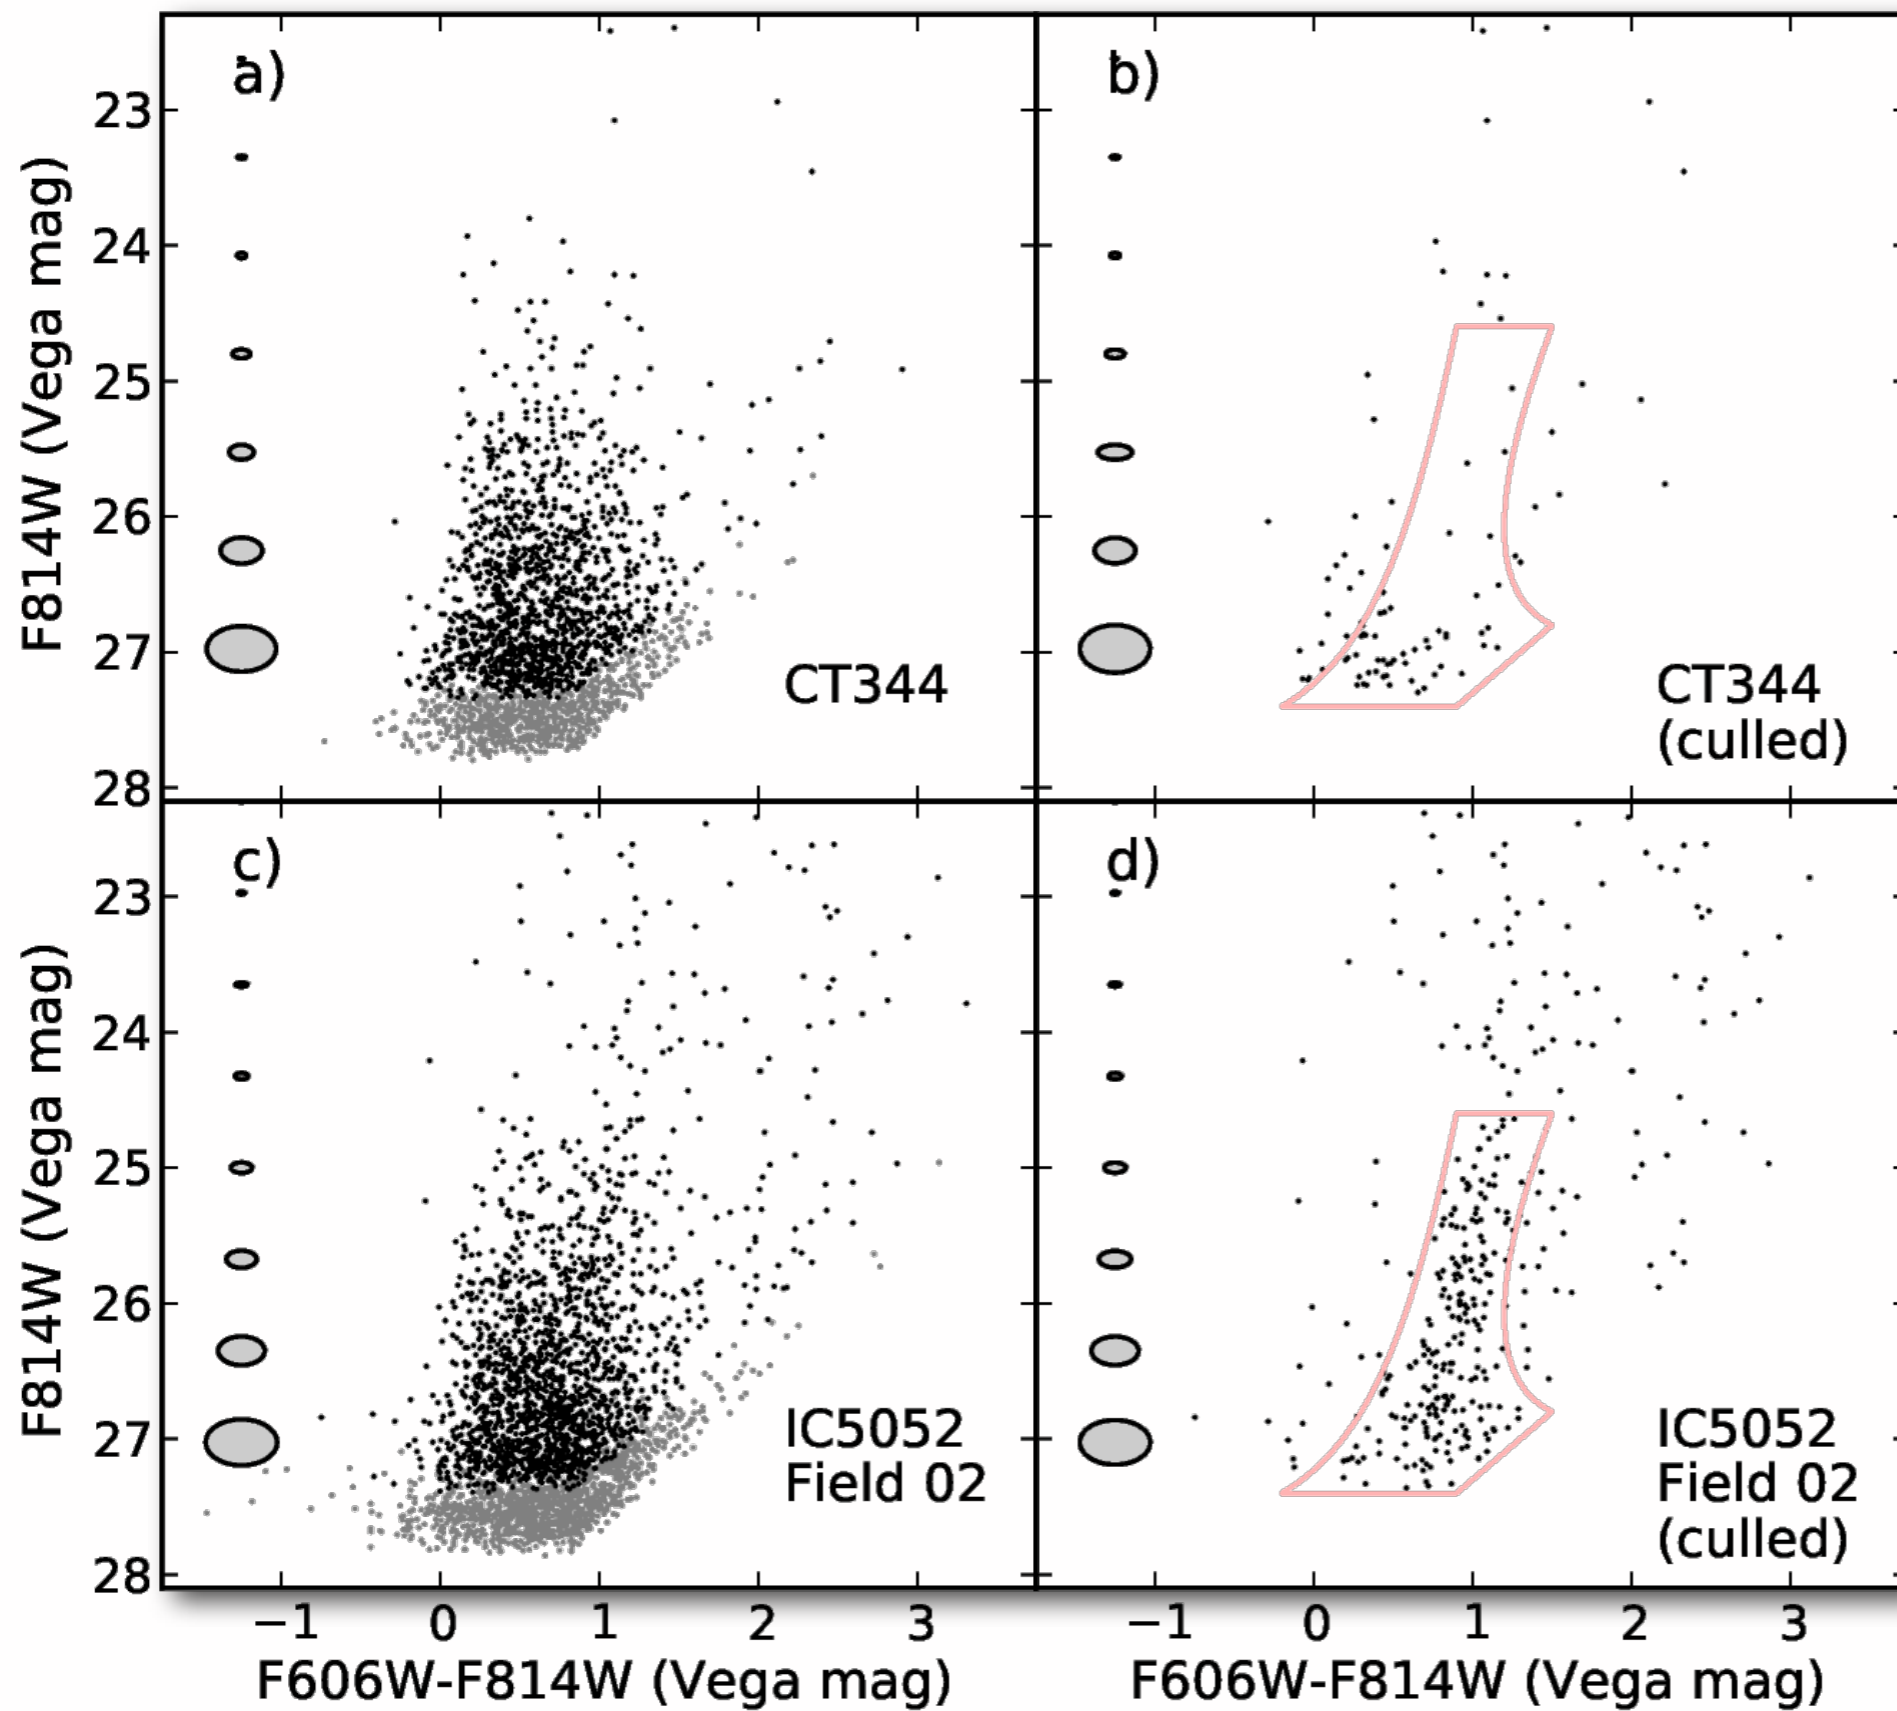 a)
b)
23
24
25
26
27
28
F814W (Vega mag)
CT344
CT344
(culled)
c)
d)
23
24
25
26
27
28
F814W (Vega mag)
IC5052
Field 02
IC5052
Field 02
(culled)
−1 0 1 2 3
−1 0 1 2 3
F606W-F814W (Vega mag)
F606W-F814W (Vega mag)